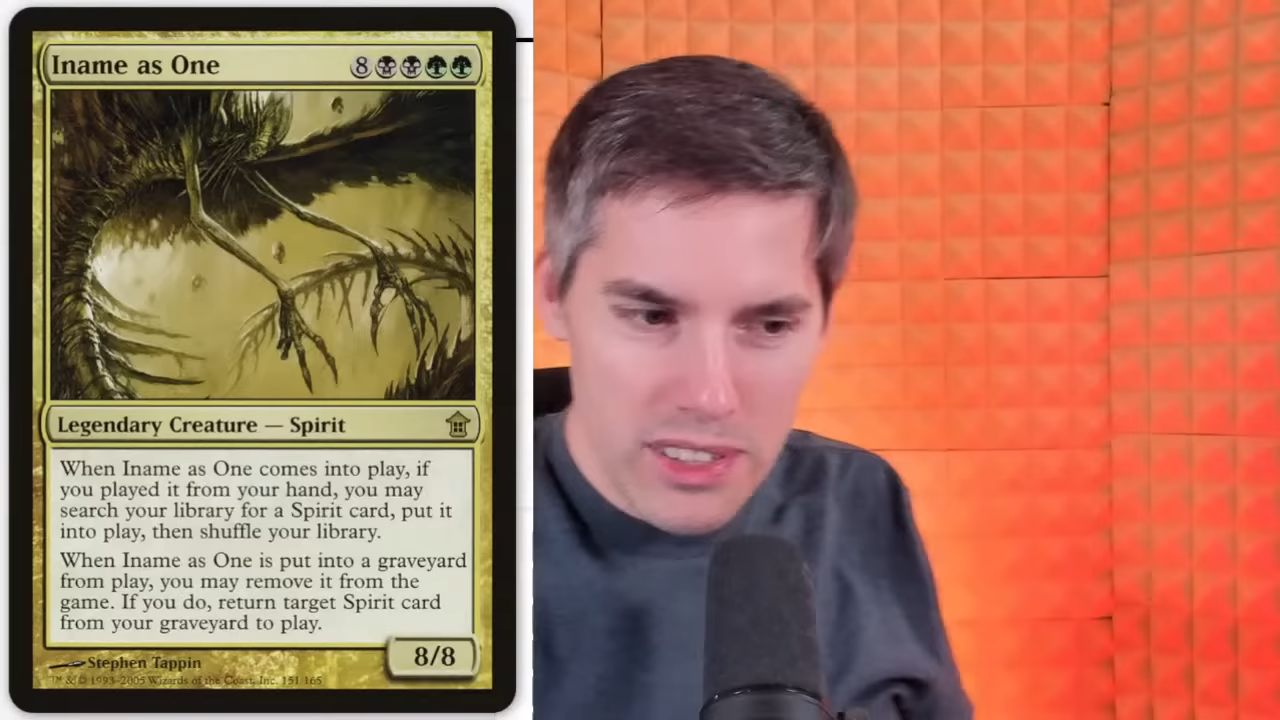 Iname as One 8
Legendary Creature — Spirit
When Iname as One comes into play, if
you played it from your hand, you may
search your library for a Spirit card, put it
into play, then shuffle your library.
When Iname as One is put into a graveyard
from play, you may remove it from the
game. If you do, return target Spirit card
from your graveyard to play.
8/8
Stephen Tappin
™ & © 1993–2005 Wizards of the Coast, Inc. 151/165